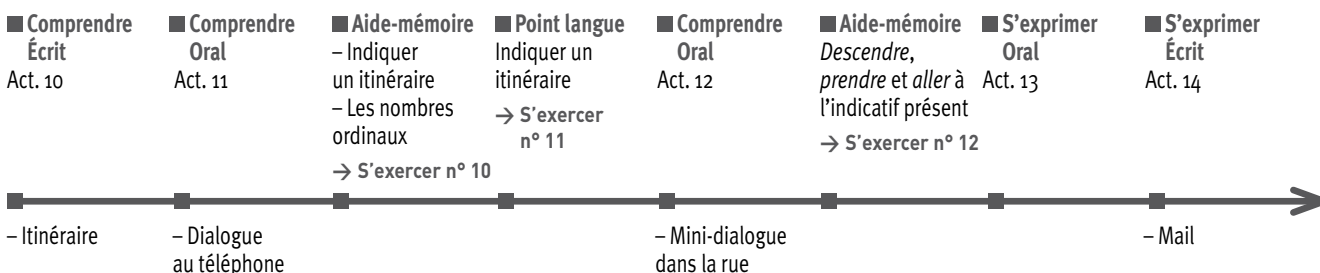 Comprendre
Écrit
Act. 10
Comprendre
Oral
Act. 11
Aide-mémoire
– Indiquer
un itinéraire
– Les nombres
ordinaux
→ S'exercer n° 10
Point langue
Indiquer un
itinéraire
→ S'exercer
n° 11
Comprendre
Oral
Act. 12
Aide-mémoire
Descendre,
prendre et aller à
l'indicatif présent
→ S'exercer n° 12
S'exprimer
Oral
Act. 13
S'exprimer
Écrit
Act. 14
– Itinéraire
– Dialogue
au téléphone
– Mini-dialogue
dans la rue
– Mail